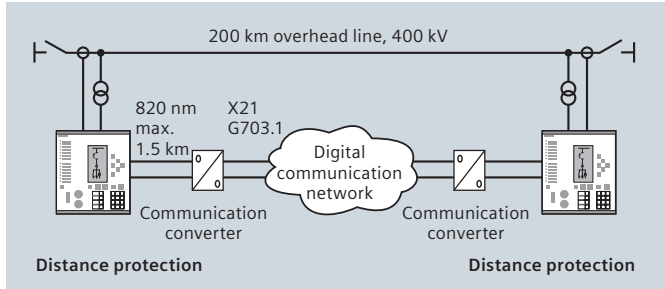 200 km overhead line, 400 kV
820 nm
max.
1.5 km
X21
G703.1
Digital
communication
network
Communication
converter
Communication
converter
Distance protection
Distance protection